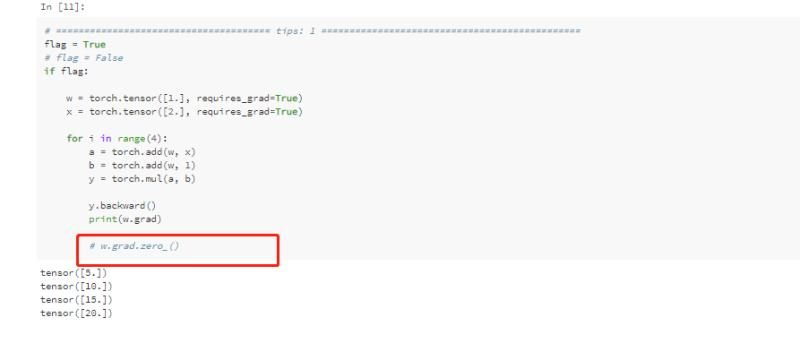 In [11]:
# ====================================== tips: 1 ==============================================
flag = True
# flag = False
if flag:
w = torch.tensor([1.], requires_grad=True)
x = torch.tensor([2.], requires_grad=True)
for i in range(4):
a = torch.add(w, x)
b = torch.add(w, 1)
y = torch.mul(a, b)
y.backward()
print(w.grad)
# w.grad.zero_()
tensor([5.])
tensor([10.])
tensor([15.])
tensor([20.])